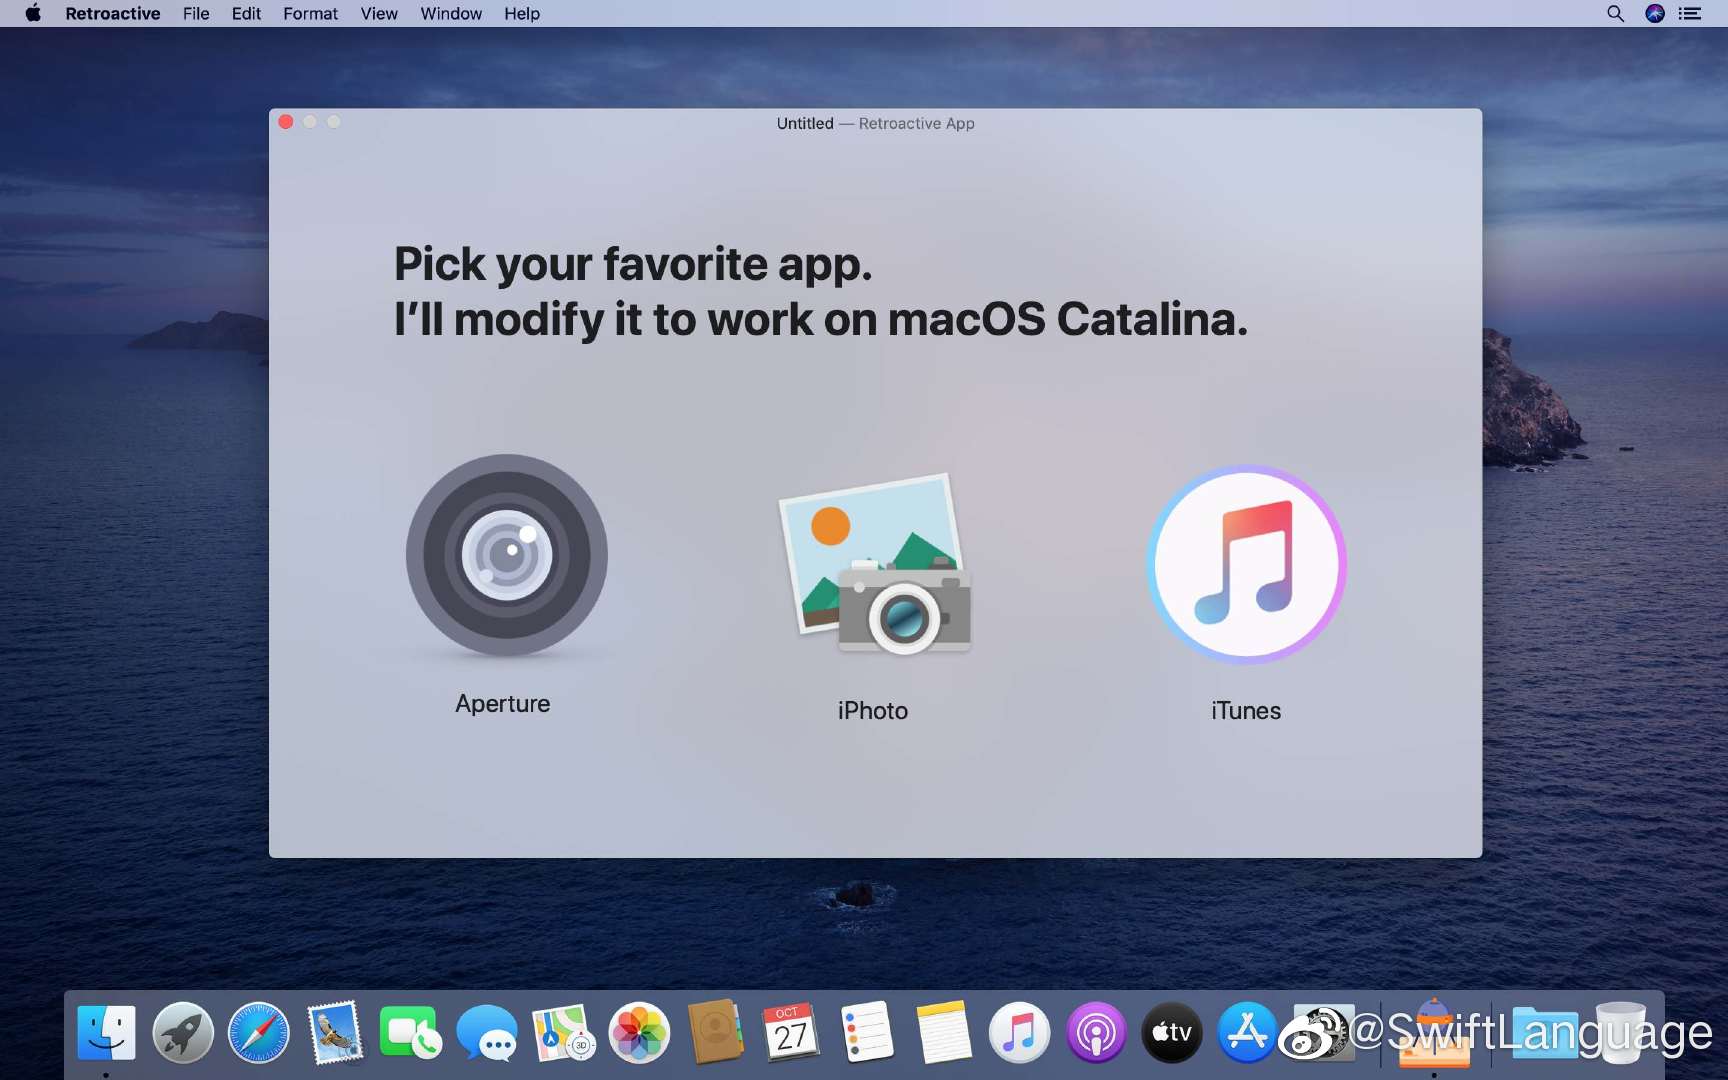 Retroactive File Edit Format View Window Help
Untitled — Retroactive App
Pick your favorite app.
I’ll modify it to work on macOS Catalina.
Aperture
iPhoto
iTunes
OCT
27
3D
tv
@SwiftLanguage